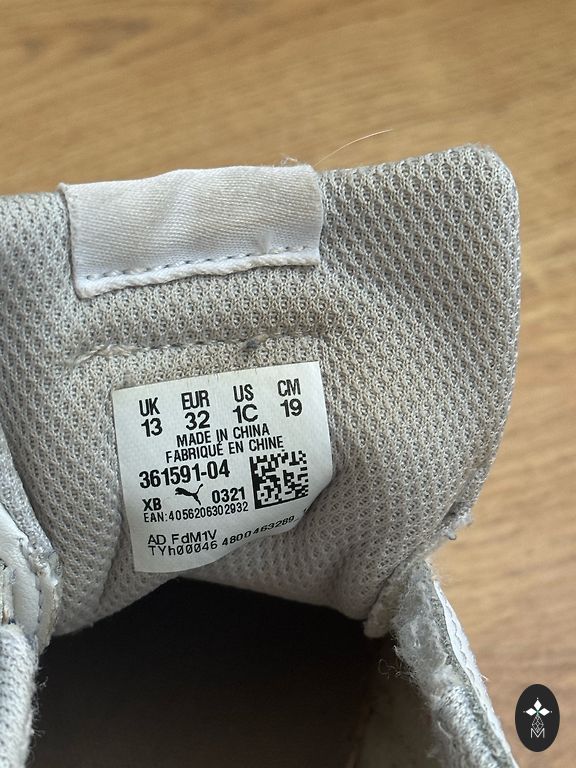 UK EUR US CM
13 32 1C 19
MADE IN CHINA
FABRIQUÉ EN CHINE
361591-04
XB 0321
EAN:4056206302932
AD FdM1V
TYh00046 4800463289
M